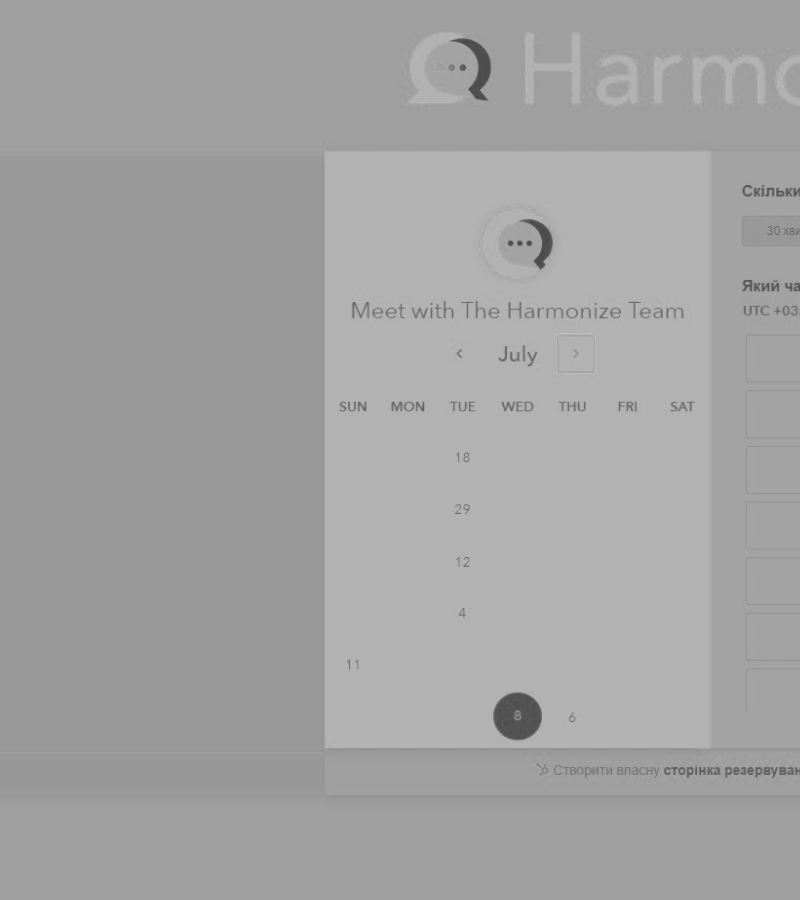 Harmo
Meet with The Harmonize Team
July
SUN MON TUE WED THU FRI SAT
18
29
12
4
11
8 6
Скільки
30 хви
Який ча
UTC +03:
Створити власну сторінка резервуван